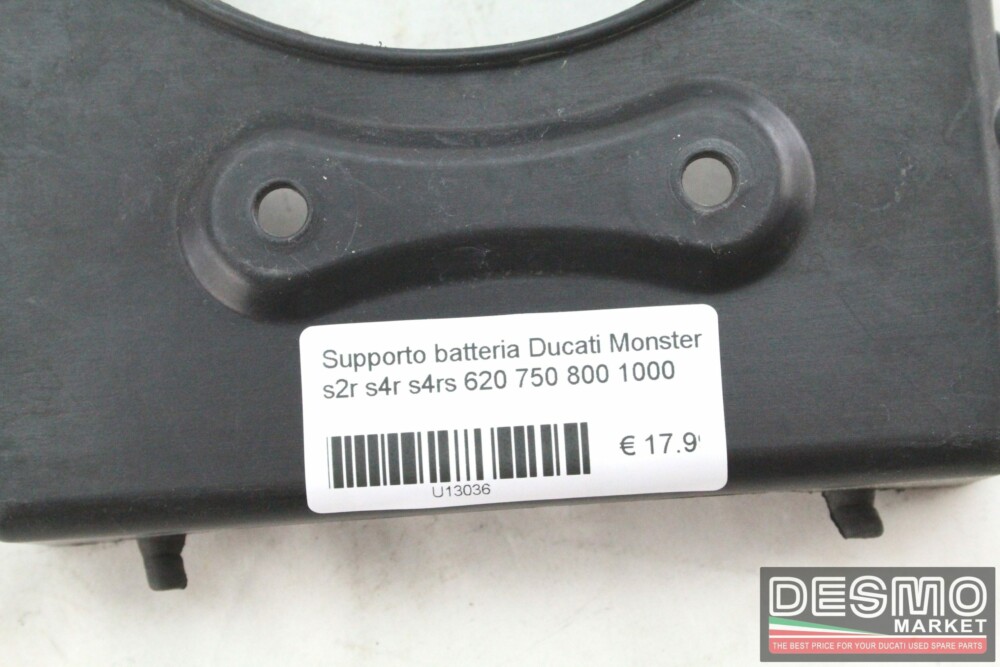 Supporto batteria Ducati Monster
s2r s4r s4rs 620 750 800 1000
€ 17.9
U13036
DESMO
MARKET
THE BEST PRICE FOR YOUR DUCATI USED SPARE PARTS